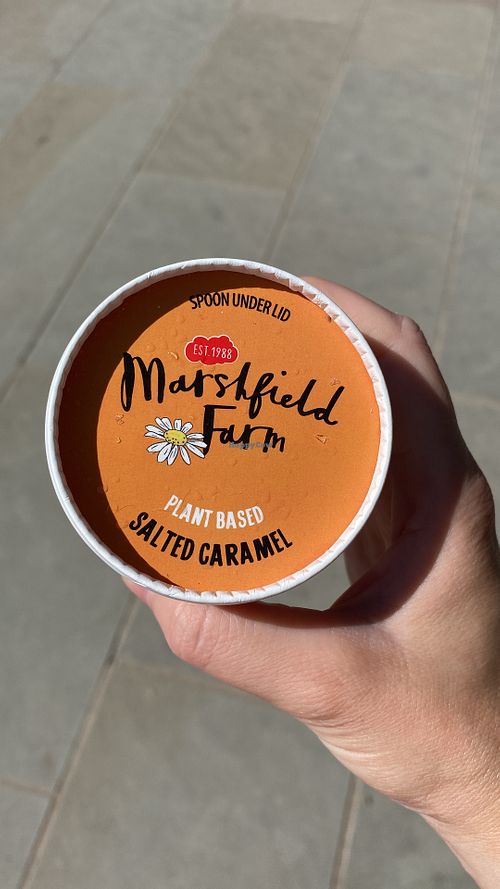 SPOON UNDER LID
EST. 1988
Marshfield
Farm
PLANT BASED
SALTED CARAMEL